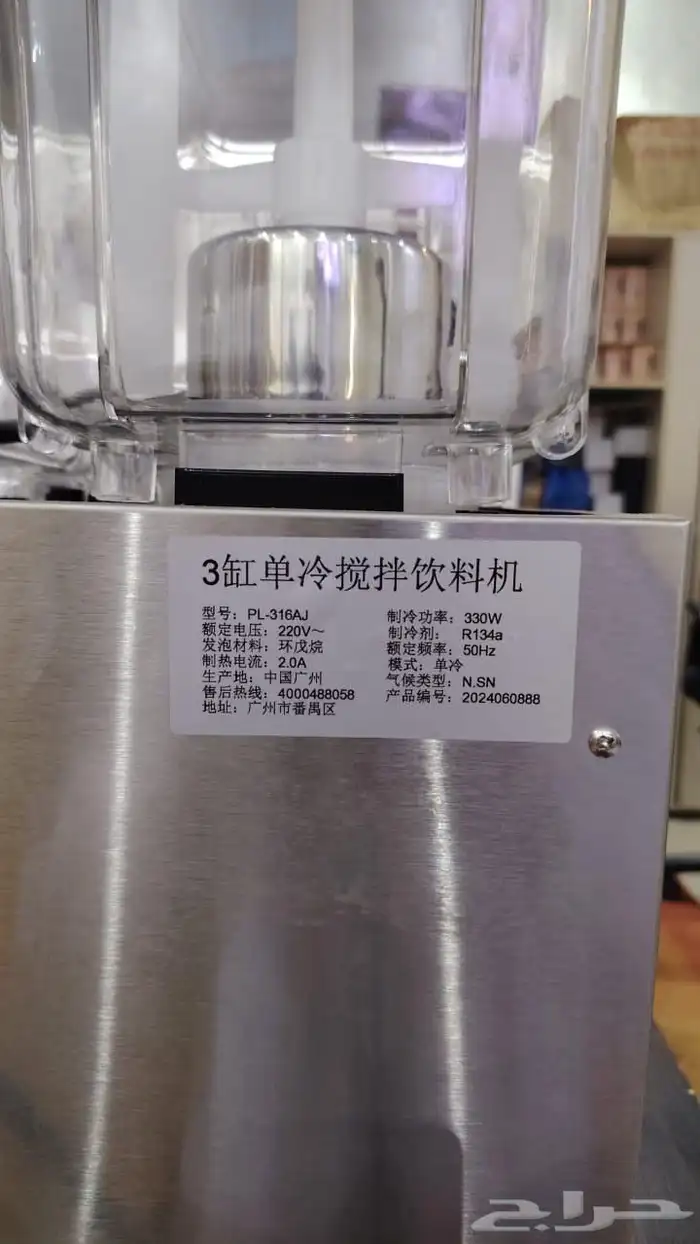 3缸单冷搅拌饮料机
型号：PL-316AJ
额定电压：220V～
发泡材料：环戊烷
制热电流：2.0A
生产地：中国广州
售后热线：4000488058
地址：广州市番禺区
制冷功率：330W
制冷剂： R134a
额定频率：50Hz
模式：单冷
气候类型：N.SN
产品编号：2024060888
حراج